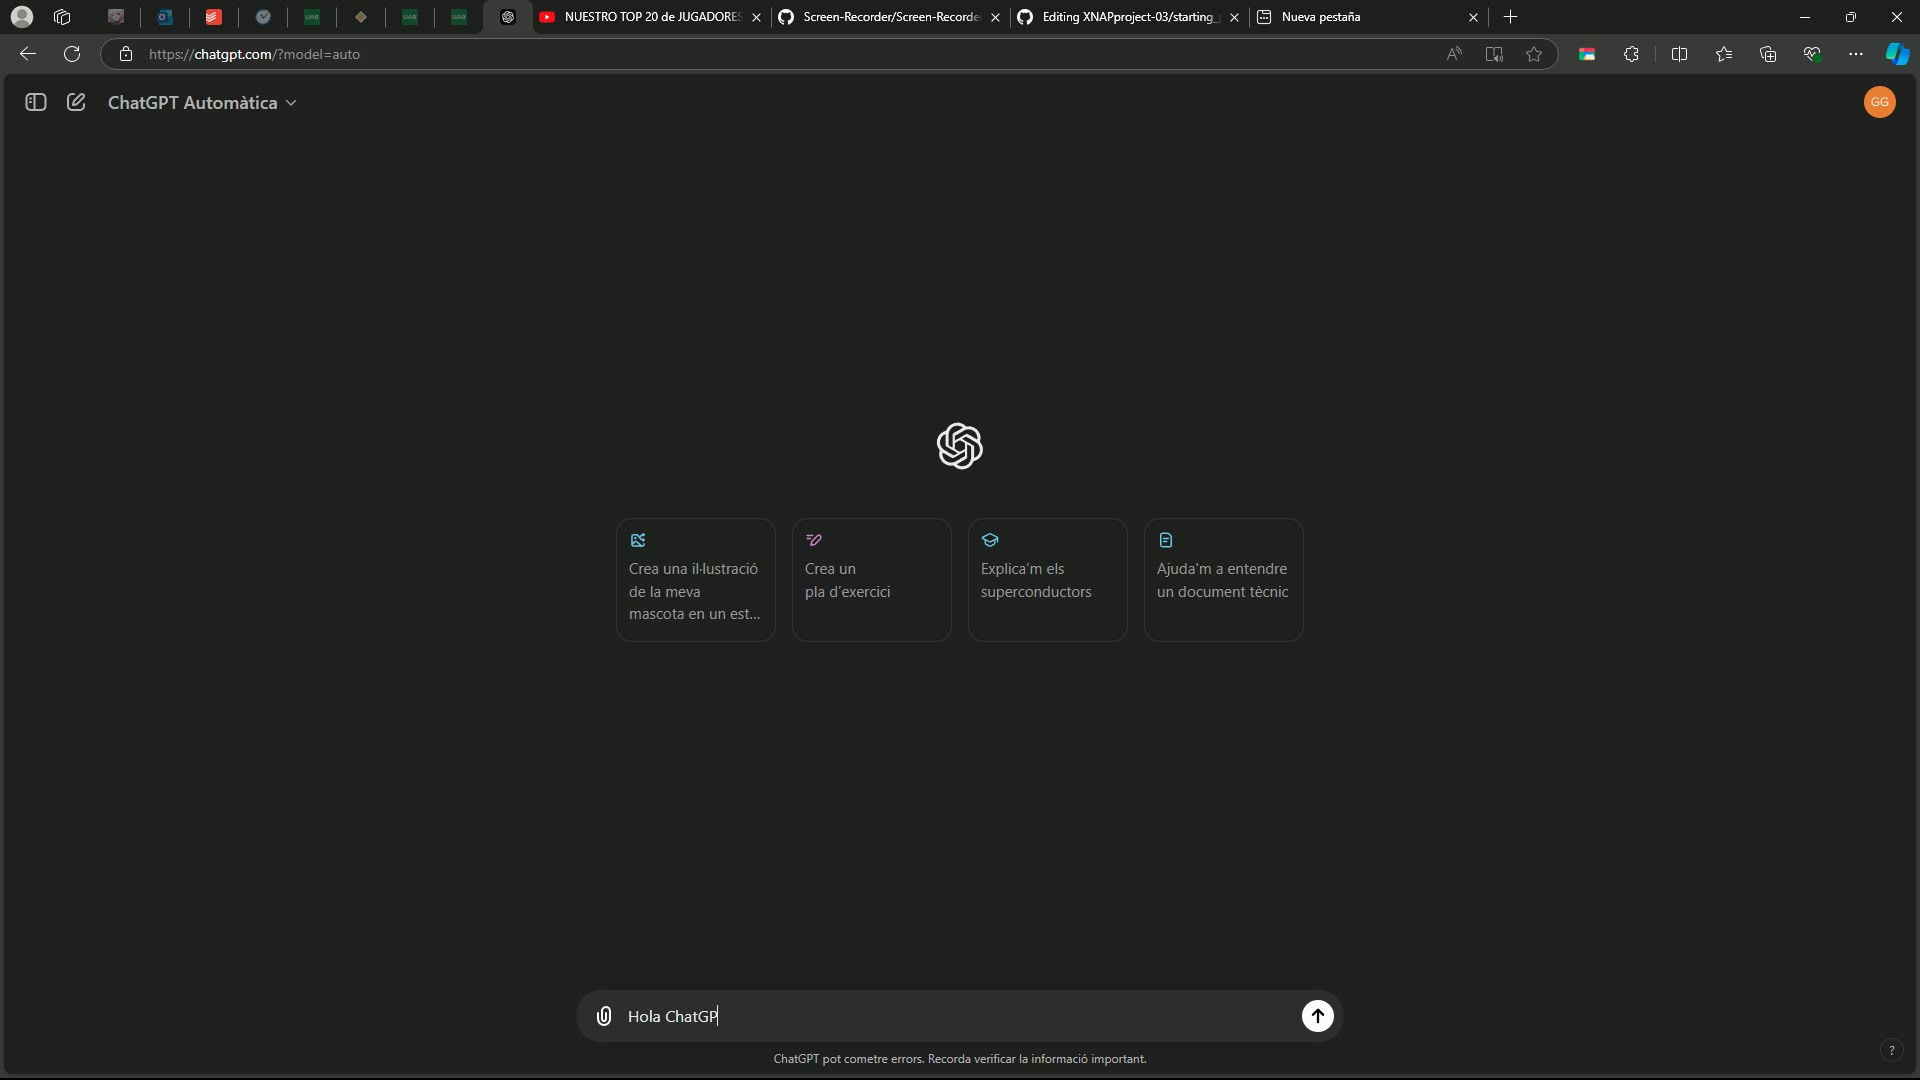 UAB
UAB
UAB
NUESTRO TOP 20 de JUGADORES
Screen-Recorder/Screen-Recorde
Editing XNAPproject-03/starting_
Nueva pestaña
https://chatgpt.com/?model=auto
ChatGPT Automàtica
GG
Crea una il·lustració
de la meva
mascota en un est...
Crea un
pla d'exercici
Explica'm els
superconductors
Ajuda'm a entendre
un document tècnic
Hola ChatGP
ChatGPT pot cometre errors. Recorda verificar la informació important.
?